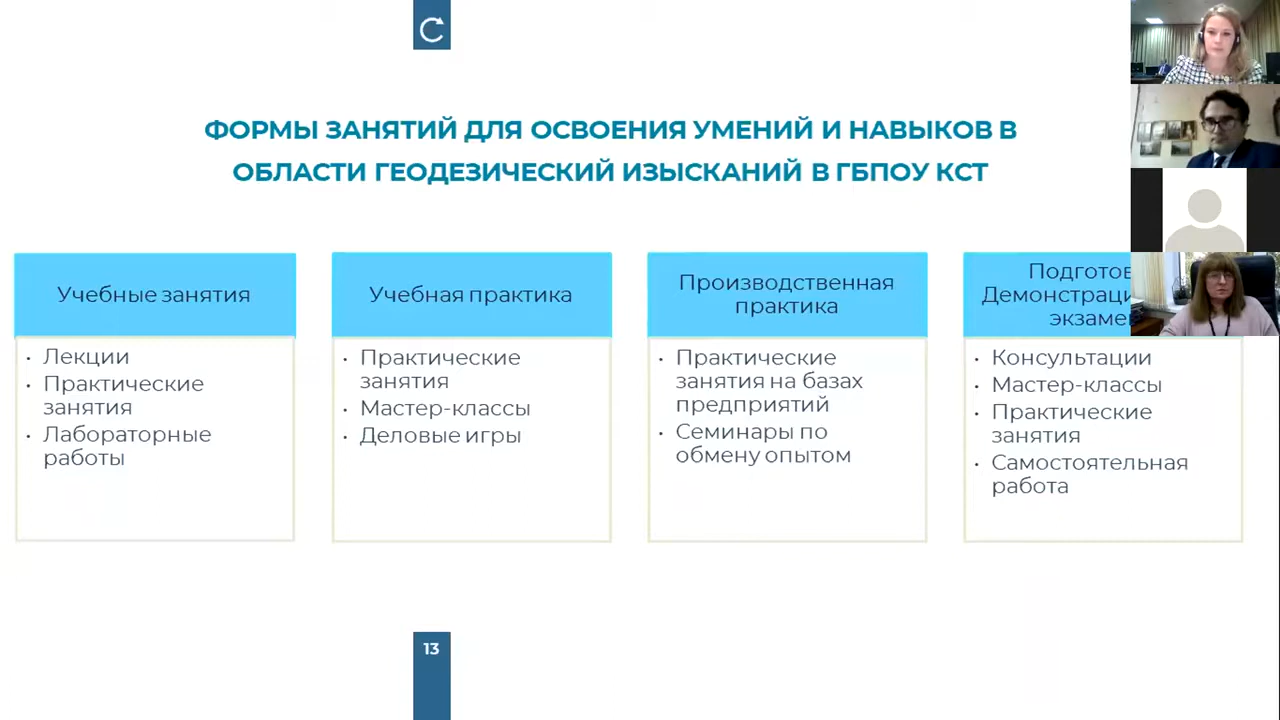 ФОРМЫ ЗАНЯТИЙ ДЛЯ ОСВОЕНИЯ УМЕНИЙ И НАВЫКОВ В
ОБЛАСТИ ГЕОДЕЗИЧЕСКИЙ ИЗЫСКАНИЙ В ГБПОУ КСТ
Учебные занятия
• Лекции
• Практические
занятия
• Лабораторные
работы
Учебная практика
• Практические
занятия
• Мастер-классы
• Деловые игры
Производственная
практика
• Практические
занятия на базах
предприятий
• Семинары по
обмену опытом
• Консультации
• Мастер-классы
• Практические
занятия
• Самостоятельная
работа
13